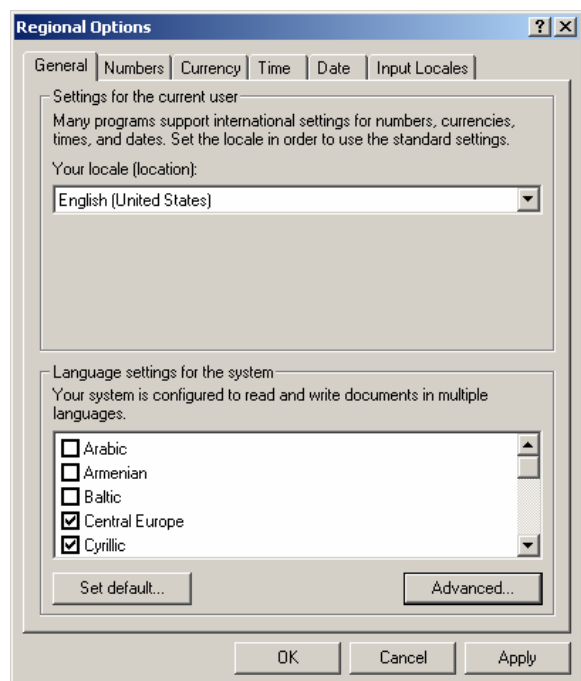 Regional Options
General Numbers Currency Time Date Input Locales
Settings for the current user
Many programs support international settings for numbers, currencies,
times, and dates. Set the locale in order to use the standard settings.
Your locale (location):
English (United States)
Language settings for the system
Your system is configured to read and write documents in multiple
languages.
Arabic
Armenian
Baltic
Central Europe
Cyrillic
Set default... Advanced...
OK Cancel Apply